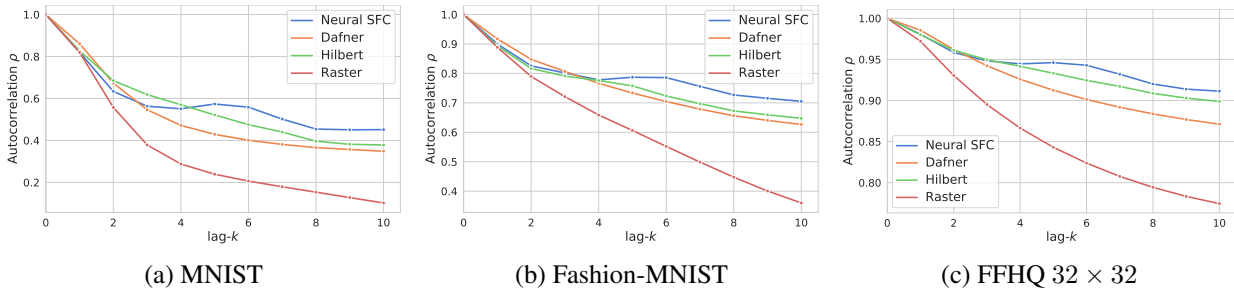 1.0
0.8
0.6
0.4
0.2
Autocorrelation ρ
0 2 4 6 8 10
lag-k
Neural SFC
Dafner
Hilbert
Raster
(a) MNIST
1.0
0.9
0.8
0.7
0.6
0.5
0.4
Autocorrelation ρ
0 2 4 6 8 10
lag-k
Neural SFC
Dafner
Hilbert
Raster
(b) Fashion-MNIST
1.00
0.95
0.90
0.85
0.80
Autocorrelation ρ
0 2 4 6 8 10
lag-k
Neural SFC
Dafner
Hilbert
Raster
(c) FFHQ 32 × 32